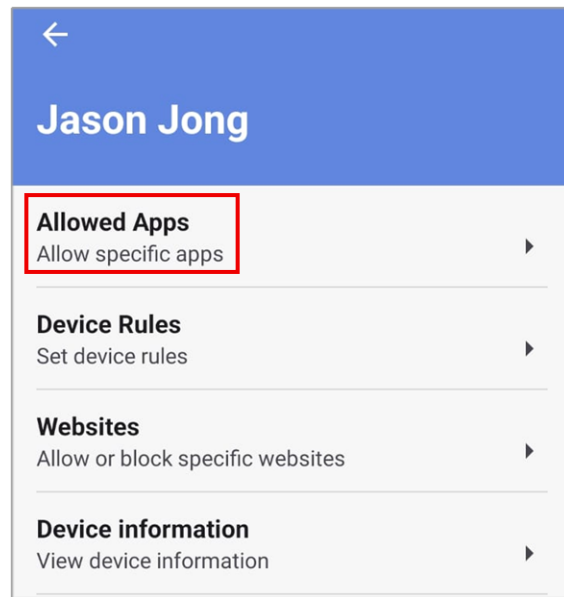 Jason Jong
Allowed Apps
Allow specific apps
Device Rules
Set device rules
Websites
Allow or block specific websites
Device information
View device information